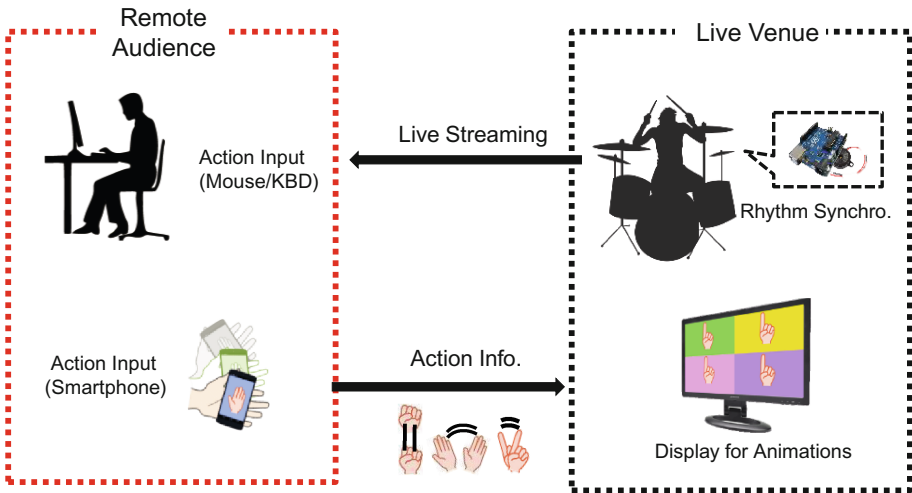 Remote
Audience
Live Venue
Live Streaming
Action Input
(Mouse/KBD)
Rhythm Synchro.
Action Input
(Smartphone)
Action Info.
Display for Animations